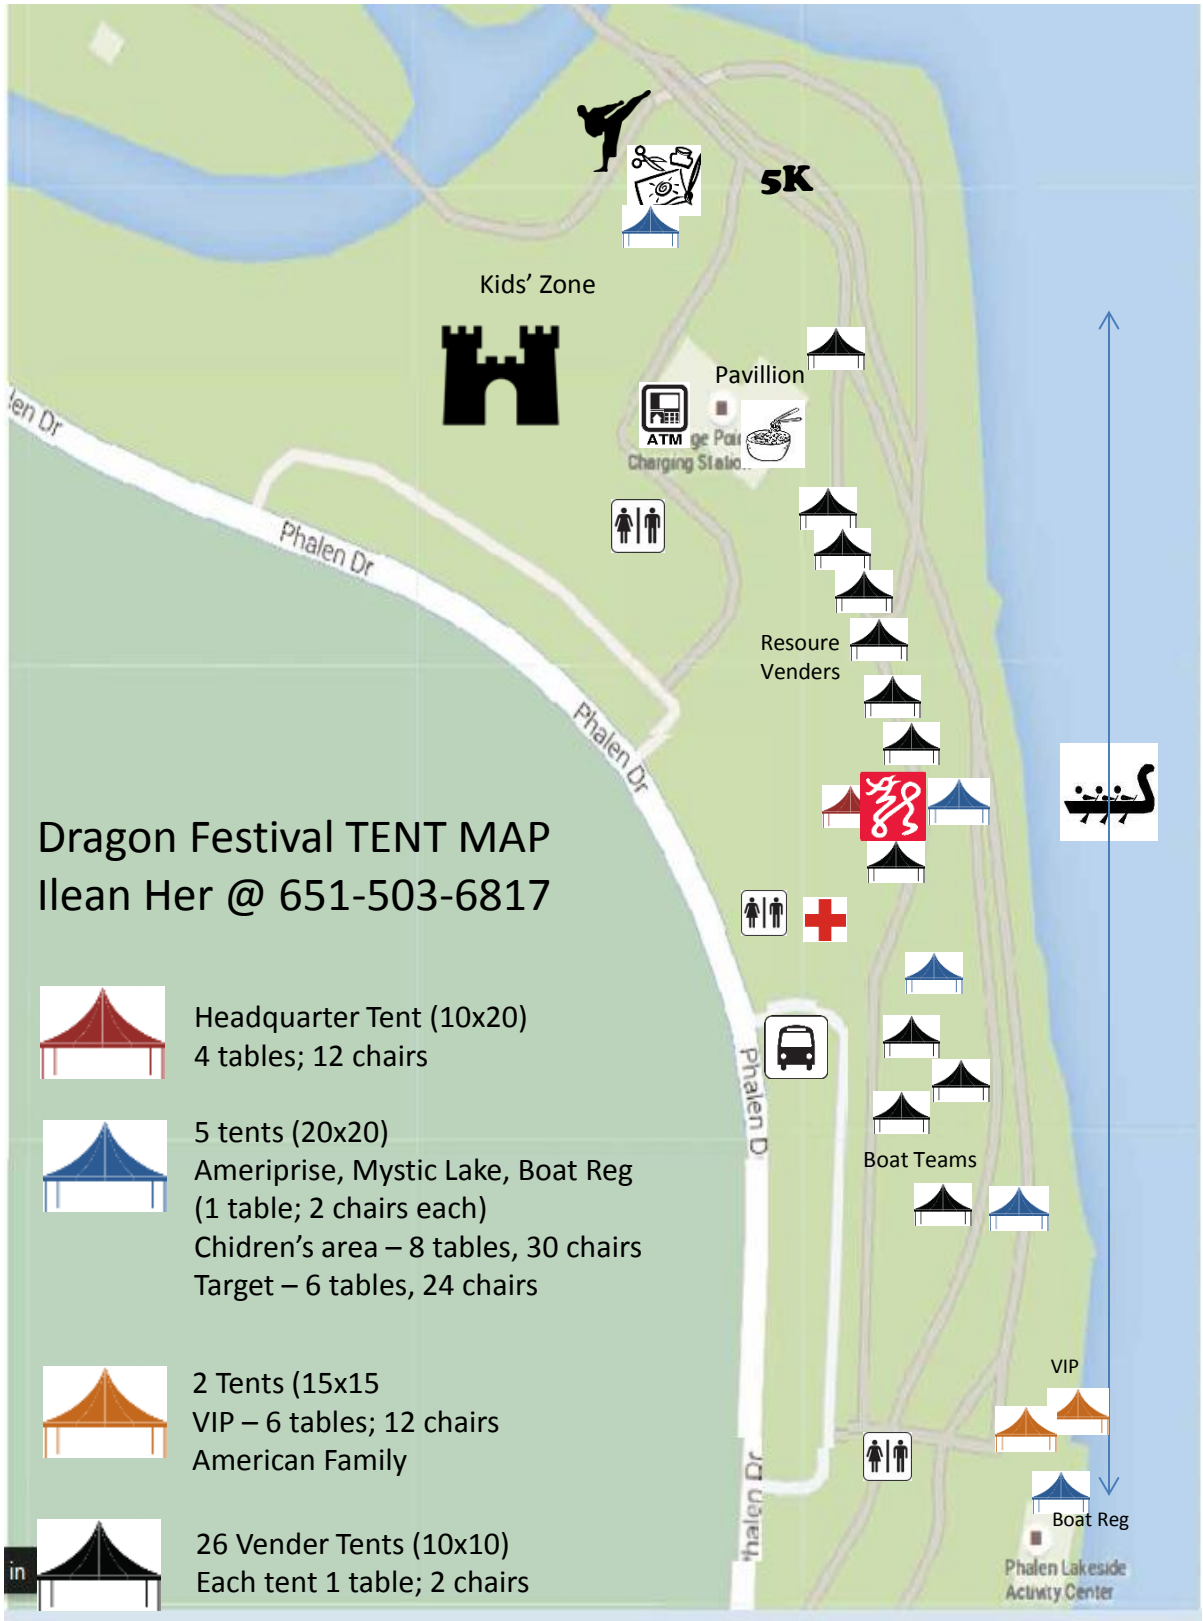 5K
Kids' Zone
Pavillion
ATM
Charging Station
len Dr
Phalen Dr
Resoure
Venders
Phalen Dr
Dragon Festival TENT MAP
Ilean Her @ 651-503-6817
Headquarter Tent (10x20)
4 tables; 12 chairs
Phalen D
5 tents (20x20)
Ameriprise, Mystic Lake, Boat Reg
(1 table; 2 chairs each)
Chidren's area – 8 tables, 30 chairs
Target – 6 tables, 24 chairs
Boat Teams
VIP
2 Tents (15x15
VIP – 6 tables; 12 chairs
American Family
Phalen Dr
Boat Reg
26 Vender Tents (10x10)
Each tent 1 table; 2 chairs
in
Phalen Lakeside
Activity Center